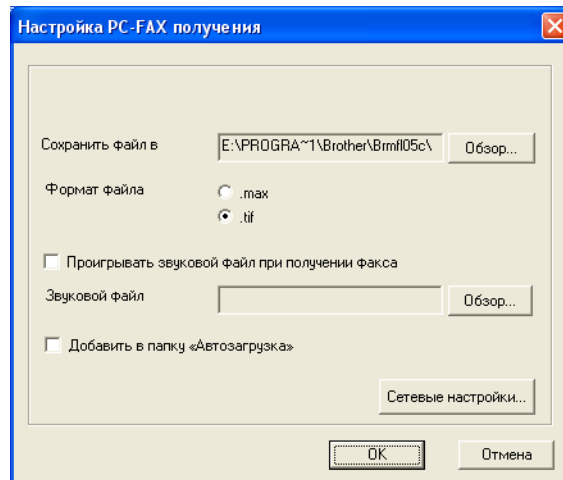 Настройка PC-FAX получения
Сохранить файл в E:\PROGRA~1\Brother\Brmfl05c\ Обзор...
Формат файла .max
.tif
Проигрывать звуковой файл при получении факса
Звуковой файл Обзор...
Добавить в папку «Автозагрузка»
Сетевые настройки...
OK Отмена